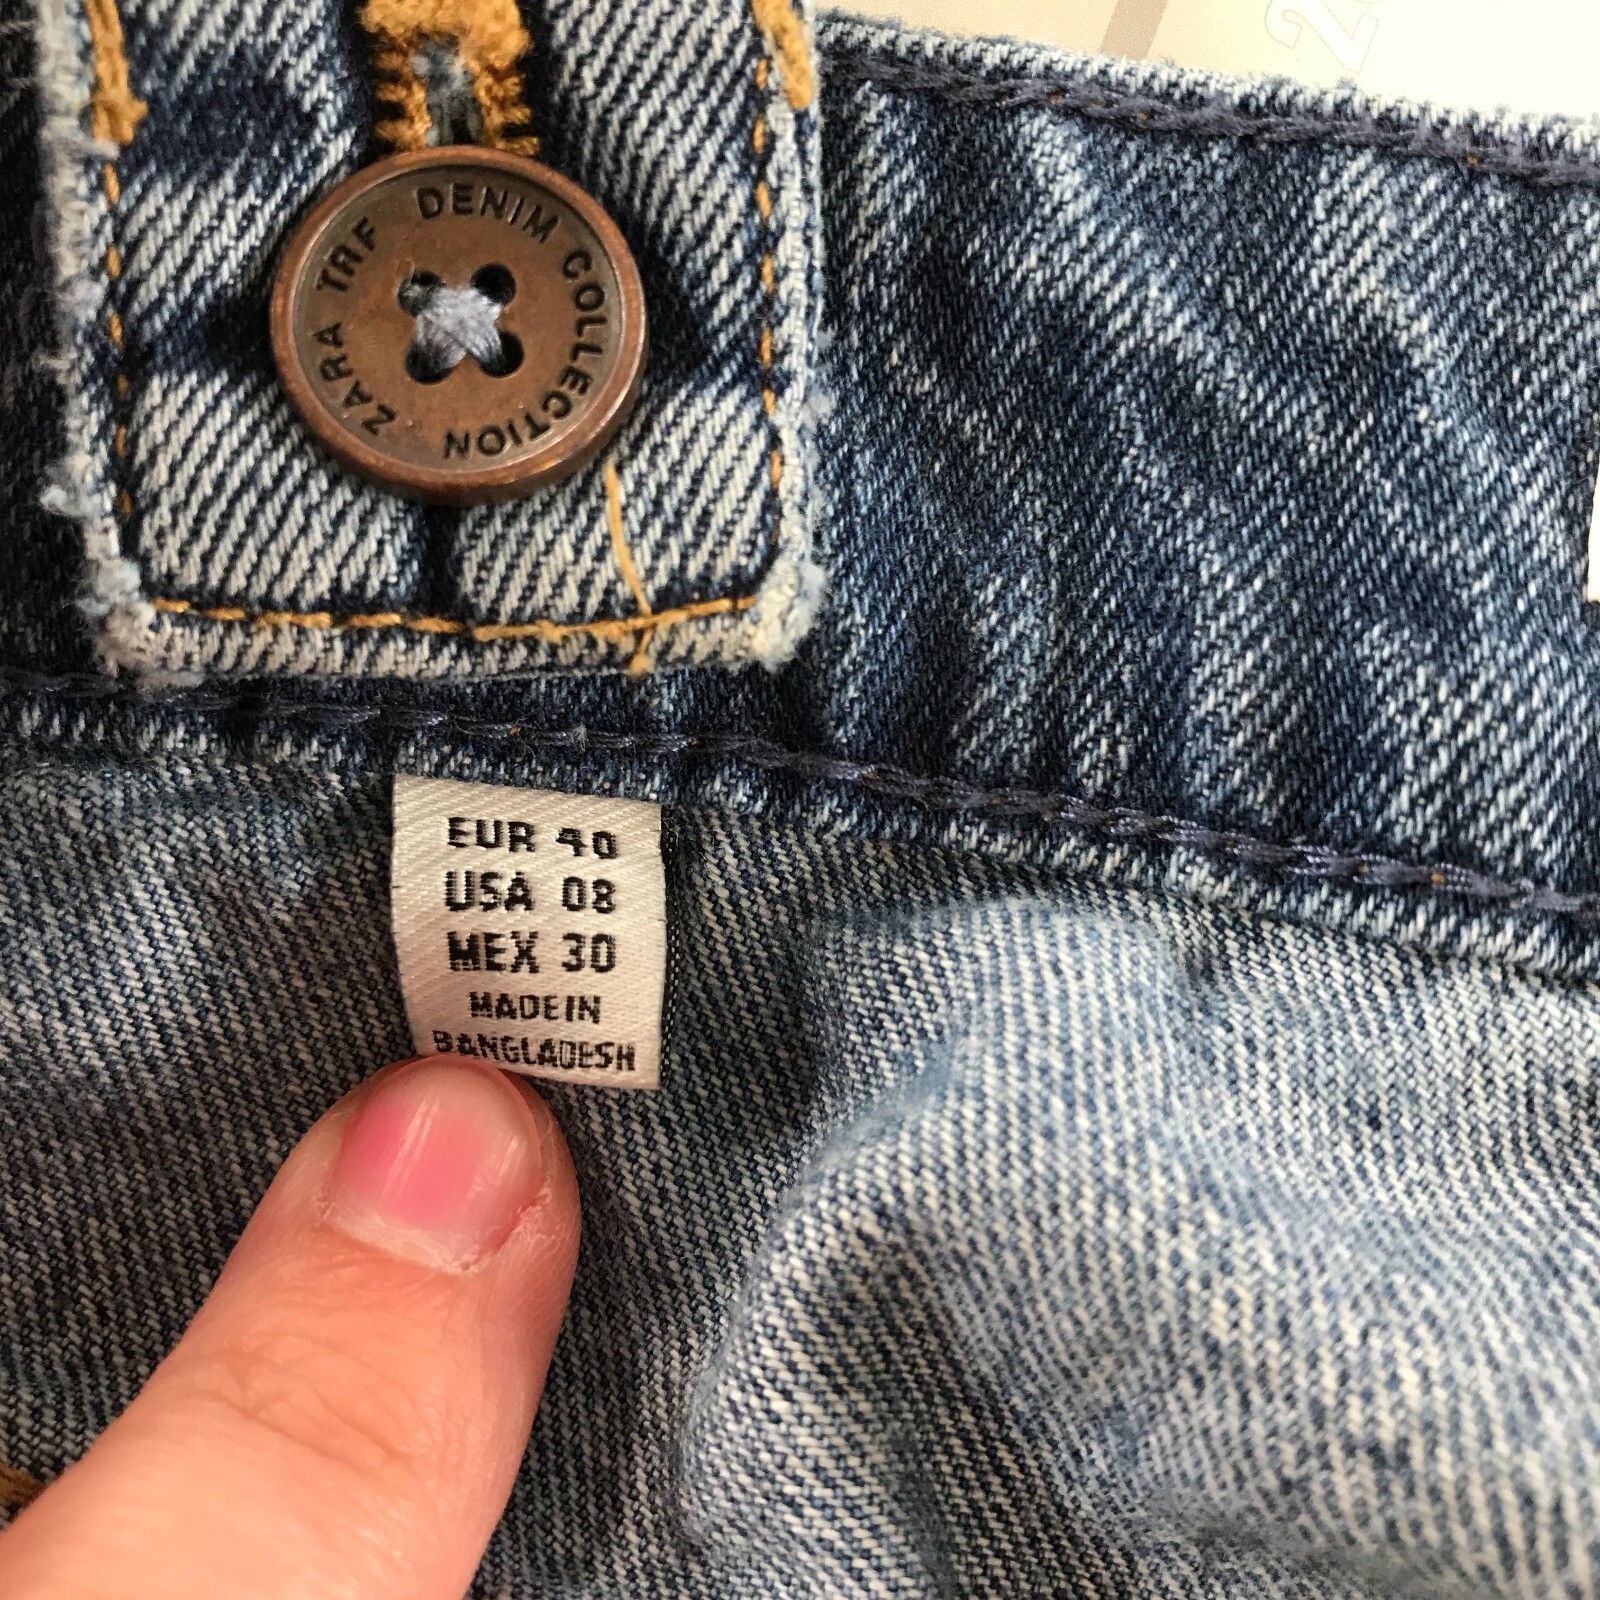 ZARA TRF DENIM COLLECTION
EUR 40
USA 08
MEX 30
MADE IN
BANGLADESH